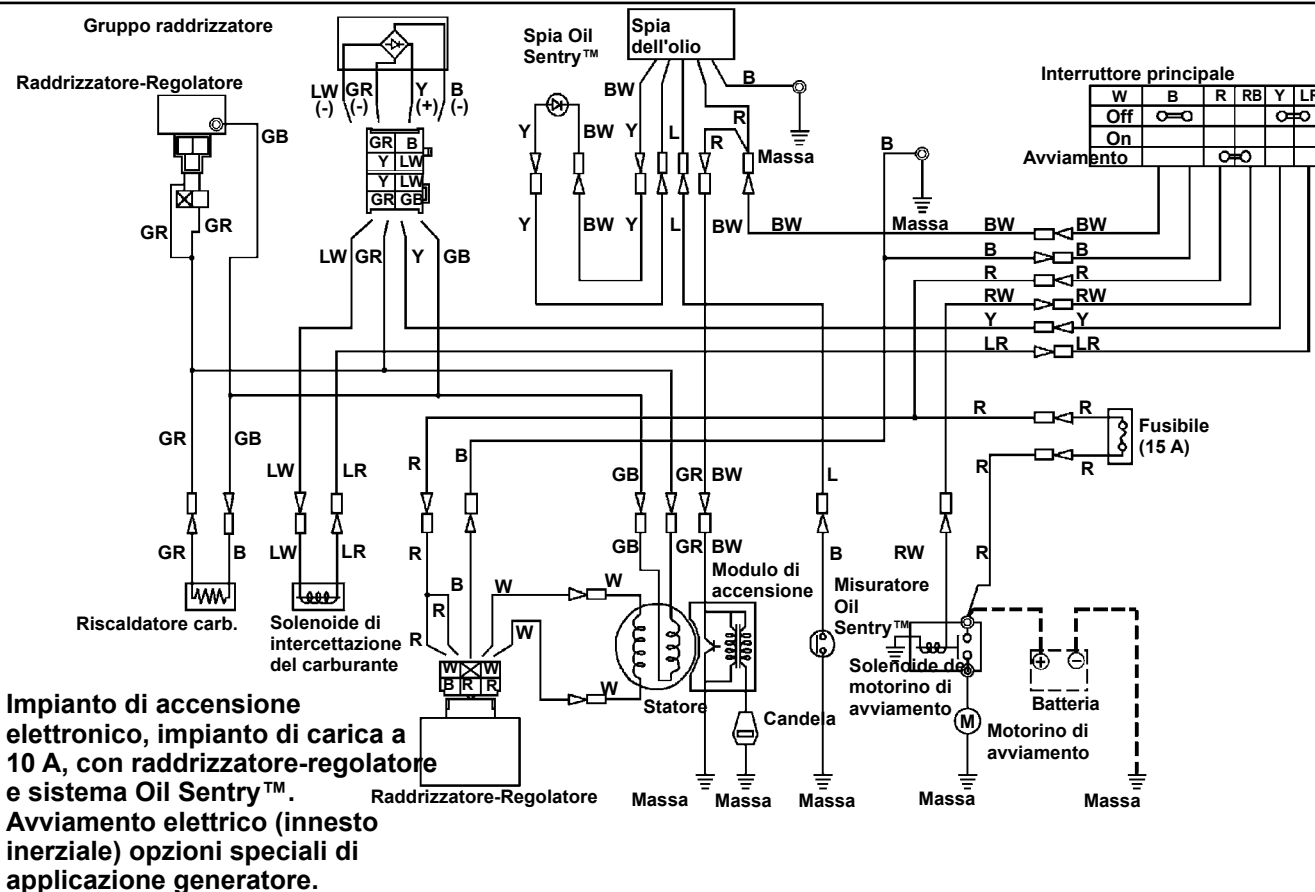 Gruppo raddrizzatore
Raddrizzatore-Regolatore
GB
GR
GR
LW GR Y B
(-) (-) (+) (-)
GR B
Y LW
Y LW
GR GB
LW GR Y GB
Spia Oil
Sentry™
Spia
dell'olio
BW
B
R
Y BW Y L R
Massa
Y BW Y L BW BW
B
Massa
Interruttore principale
W B R RB Y LR
Off
On
Avviamento
BW BW
B B
R R
RW RW
Y Y
LR LR
R R
Fusibile
(15 A)
R R
GR GB LW LR R B GB GR BW L
R
GR B LW LR R GB GR BW B RW
Riscaldatore carb.
Solenoide di
intercettazione
del carburante
B W W
R R W W
W W
B R R
Raddrizzatore-Regolatore
Statore
Modulo di
accensione
Candela
Misuratore
Oil
Sentry™
Solenoide del
motorino di
avviamento
M
Motorino di
avviamento
Batteria
Massa Massa Massa Massa Massa
Impianto di accensione
elettronico, impianto di carica a
10 A, con raddrizzatore-regolatore
e sistema Oil Sentry™.
Avviamento elettrico (innesto
inerziale) opzioni speciali di
applicazione generatore.